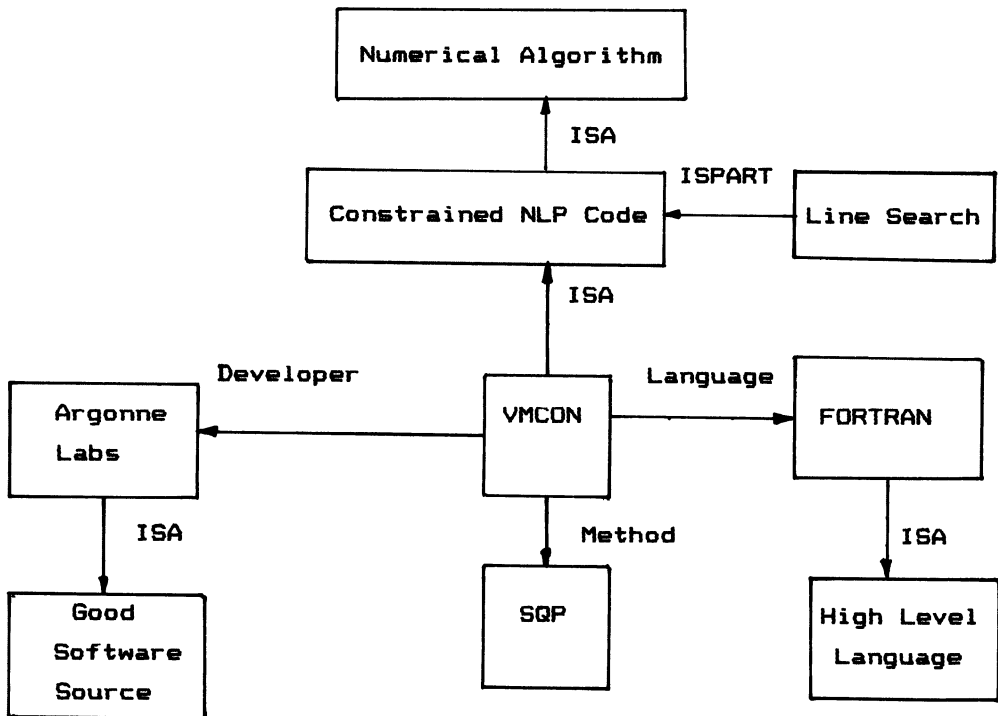 Numerical Algorithm
ISA
ISPART
Constrained NLP Code
Line Search
ISA
Developer
Language
Argonne
Labs
VMCON
FORTRAN
ISA
Method
ISA
Good
Software
Source
SQP
High Level
Language